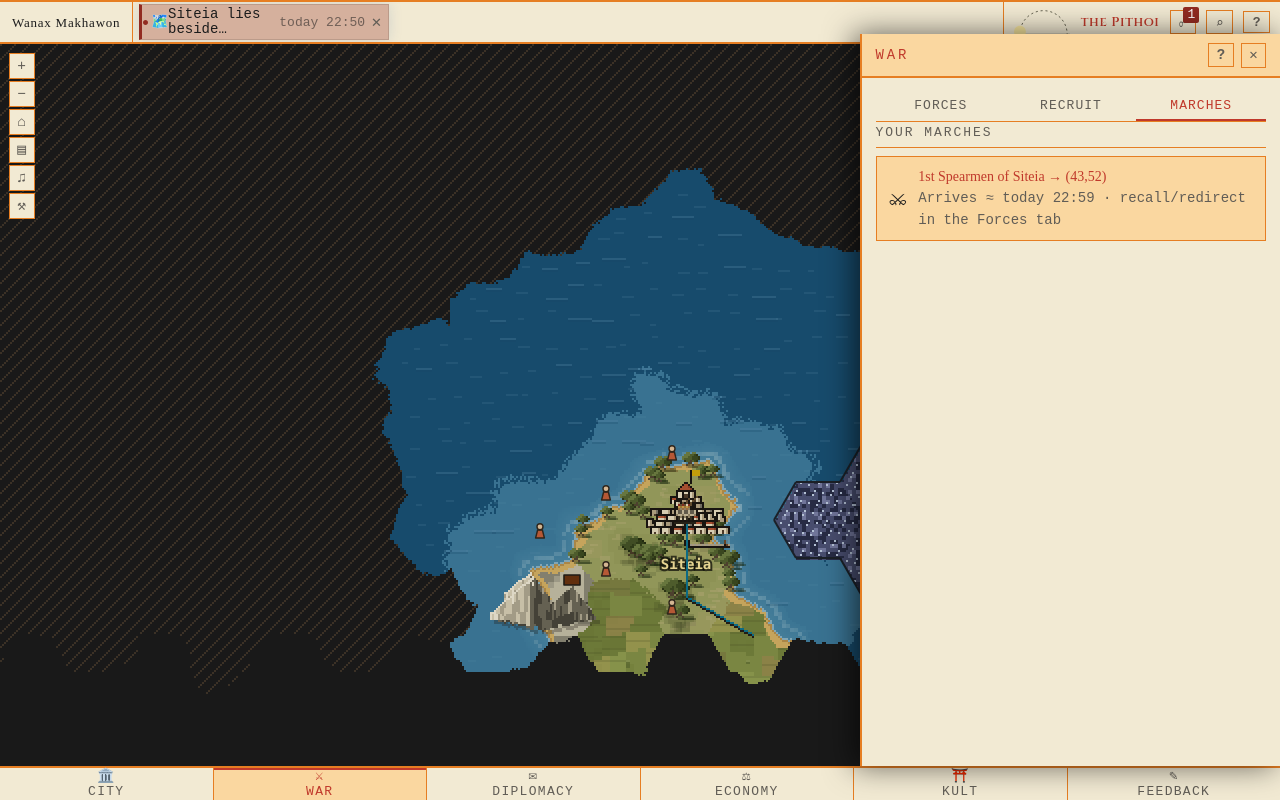 Wanax Makhawon
Siteia lies
beside…
today 22:50 ✕
THE PITHOI
1
?
WAR
? ✕
FORCES RECRUIT MARCHES
YOUR MARCHES
1st Spearmen of Siteia → (43,52)
Arrives ≈ today 22:59 · recall/redirect
in the Forces tab
Siteia
CITY
WAR
DIPLOMACY
ECONOMY
KULT
FEEDBACK